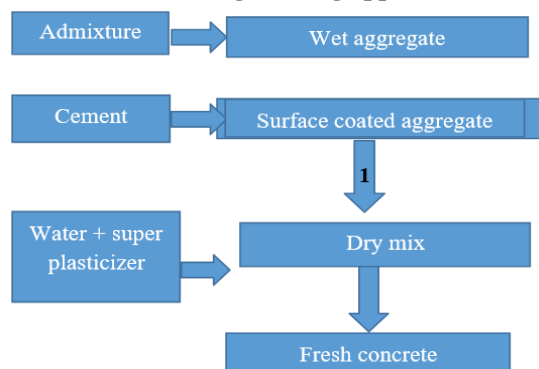 Admixture
Wet aggregate
Cement
Surface coated aggregate
1
Water + super
plasticizer
Dry mix
Fresh concrete